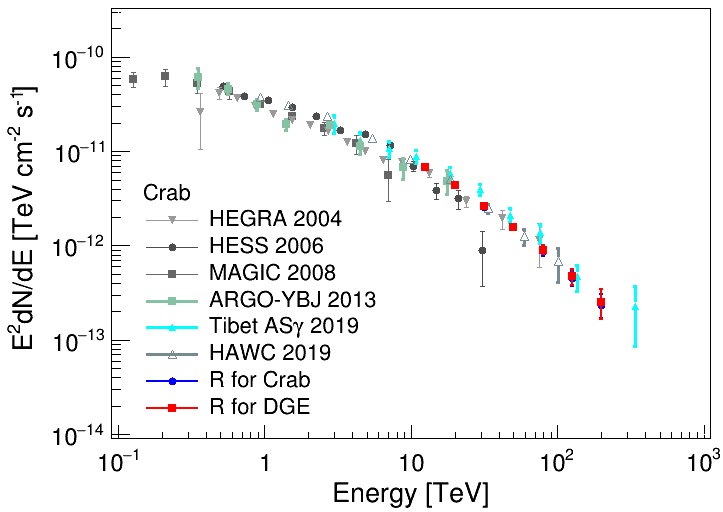 10⁻¹⁰
10⁻¹¹
10⁻¹²
10⁻¹³
10⁻¹⁴
E²dN/dE [TeV cm⁻² s⁻¹]
Crab
HEGRA 2004
HESS 2006
MAGIC 2008
ARGO-YBJ 2013
Tibet ASγ 2019
HAWC 2019
R for Crab
R for DGE
10⁻¹ 1 10 10² 10³
Energy [TeV]